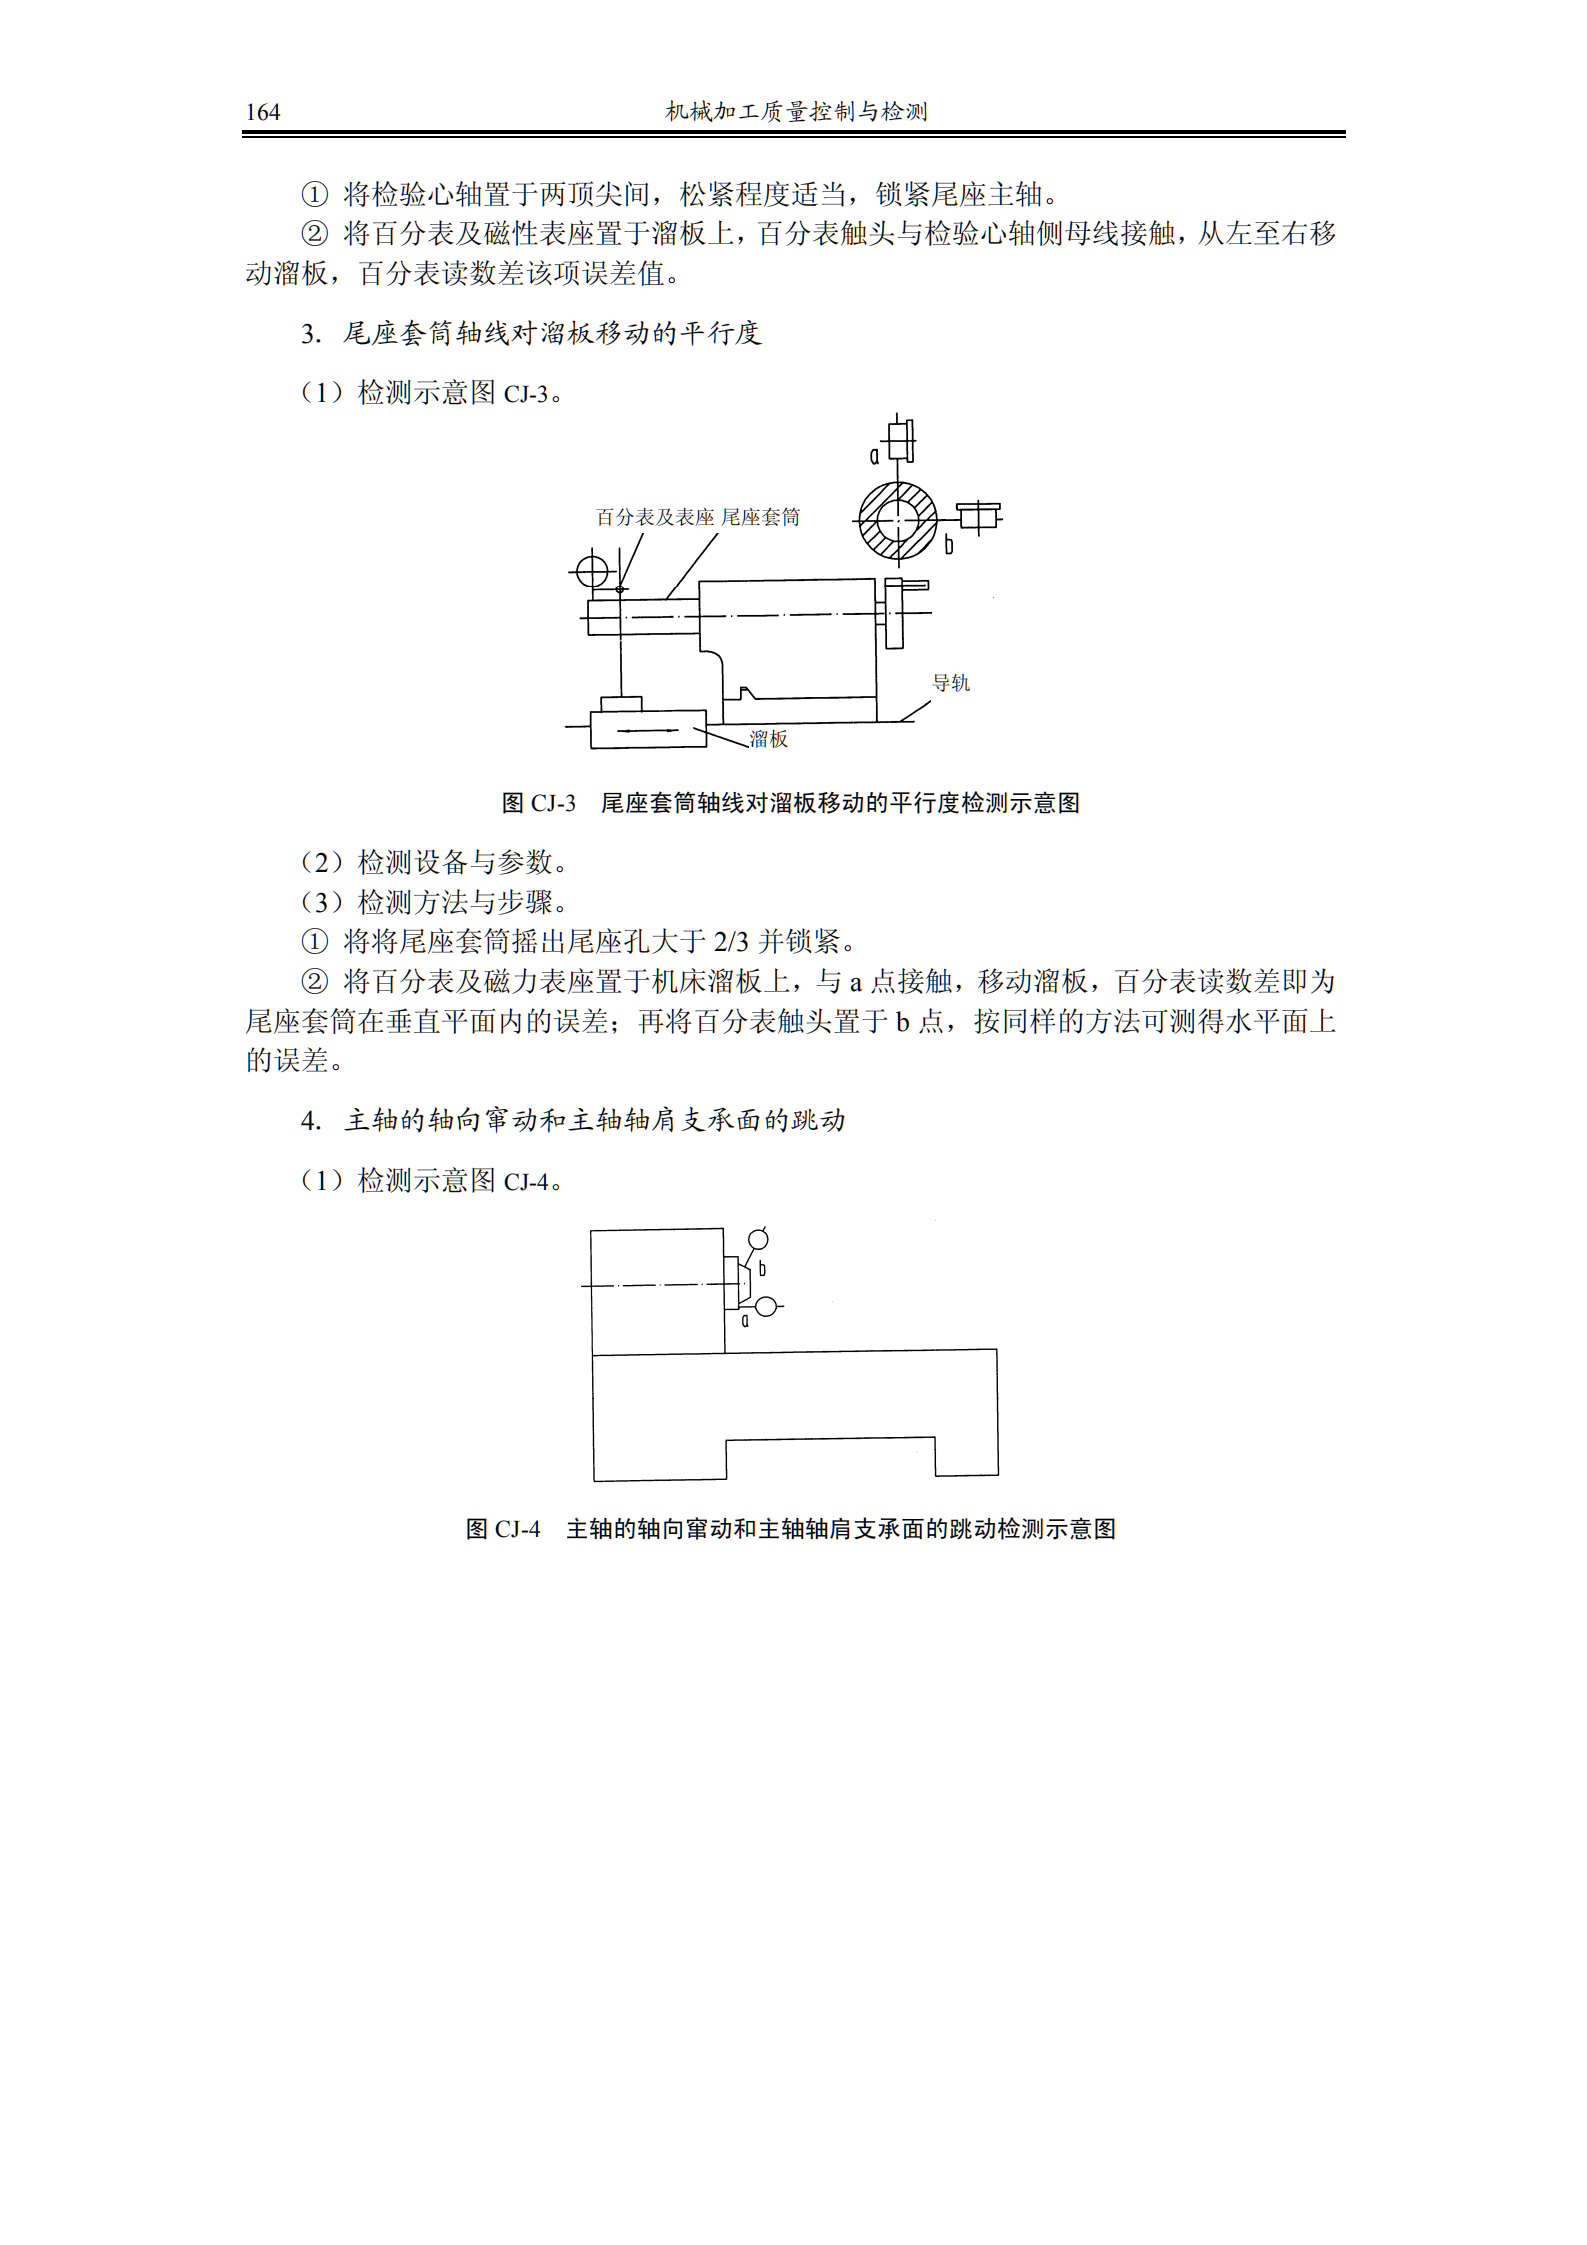 164 机械加工质量控制与检测
① 将检验心轴置于两顶尖间，松紧程度适当，锁紧尾座主轴。
② 将百分表及磁性表座置于溜板上，百分表触头与检验心轴侧母线接触，从左至右移
动溜板，百分表读数差该项误差值。
3. 尾座套筒轴线对溜板移动的平行度
（1）检测示意图 CJ-3。
a
百分表及表座 尾座套筒
b
导轨
溜板
图 CJ-3 尾座套筒轴线对溜板移动的平行度检测示意图
（2）检测设备与参数。
（3）检测方法与步骤。
① 将将尾座套筒摇出尾座孔大于 2/3 并锁紧。
② 将百分表及磁力表座置于机床溜板上，与 a 点接触，移动溜板，百分表读数差即为
尾座套筒在垂直平面内的误差；再将百分表触头置于 b 点，按同样的方法可测得水平面上
的误差。
4. 主轴的轴向窜动和主轴轴肩支承面的跳动
（1）检测示意图 CJ-4。
b
a
图 CJ-4 主轴的轴向窜动和主轴轴肩支承面的跳动检测示意图